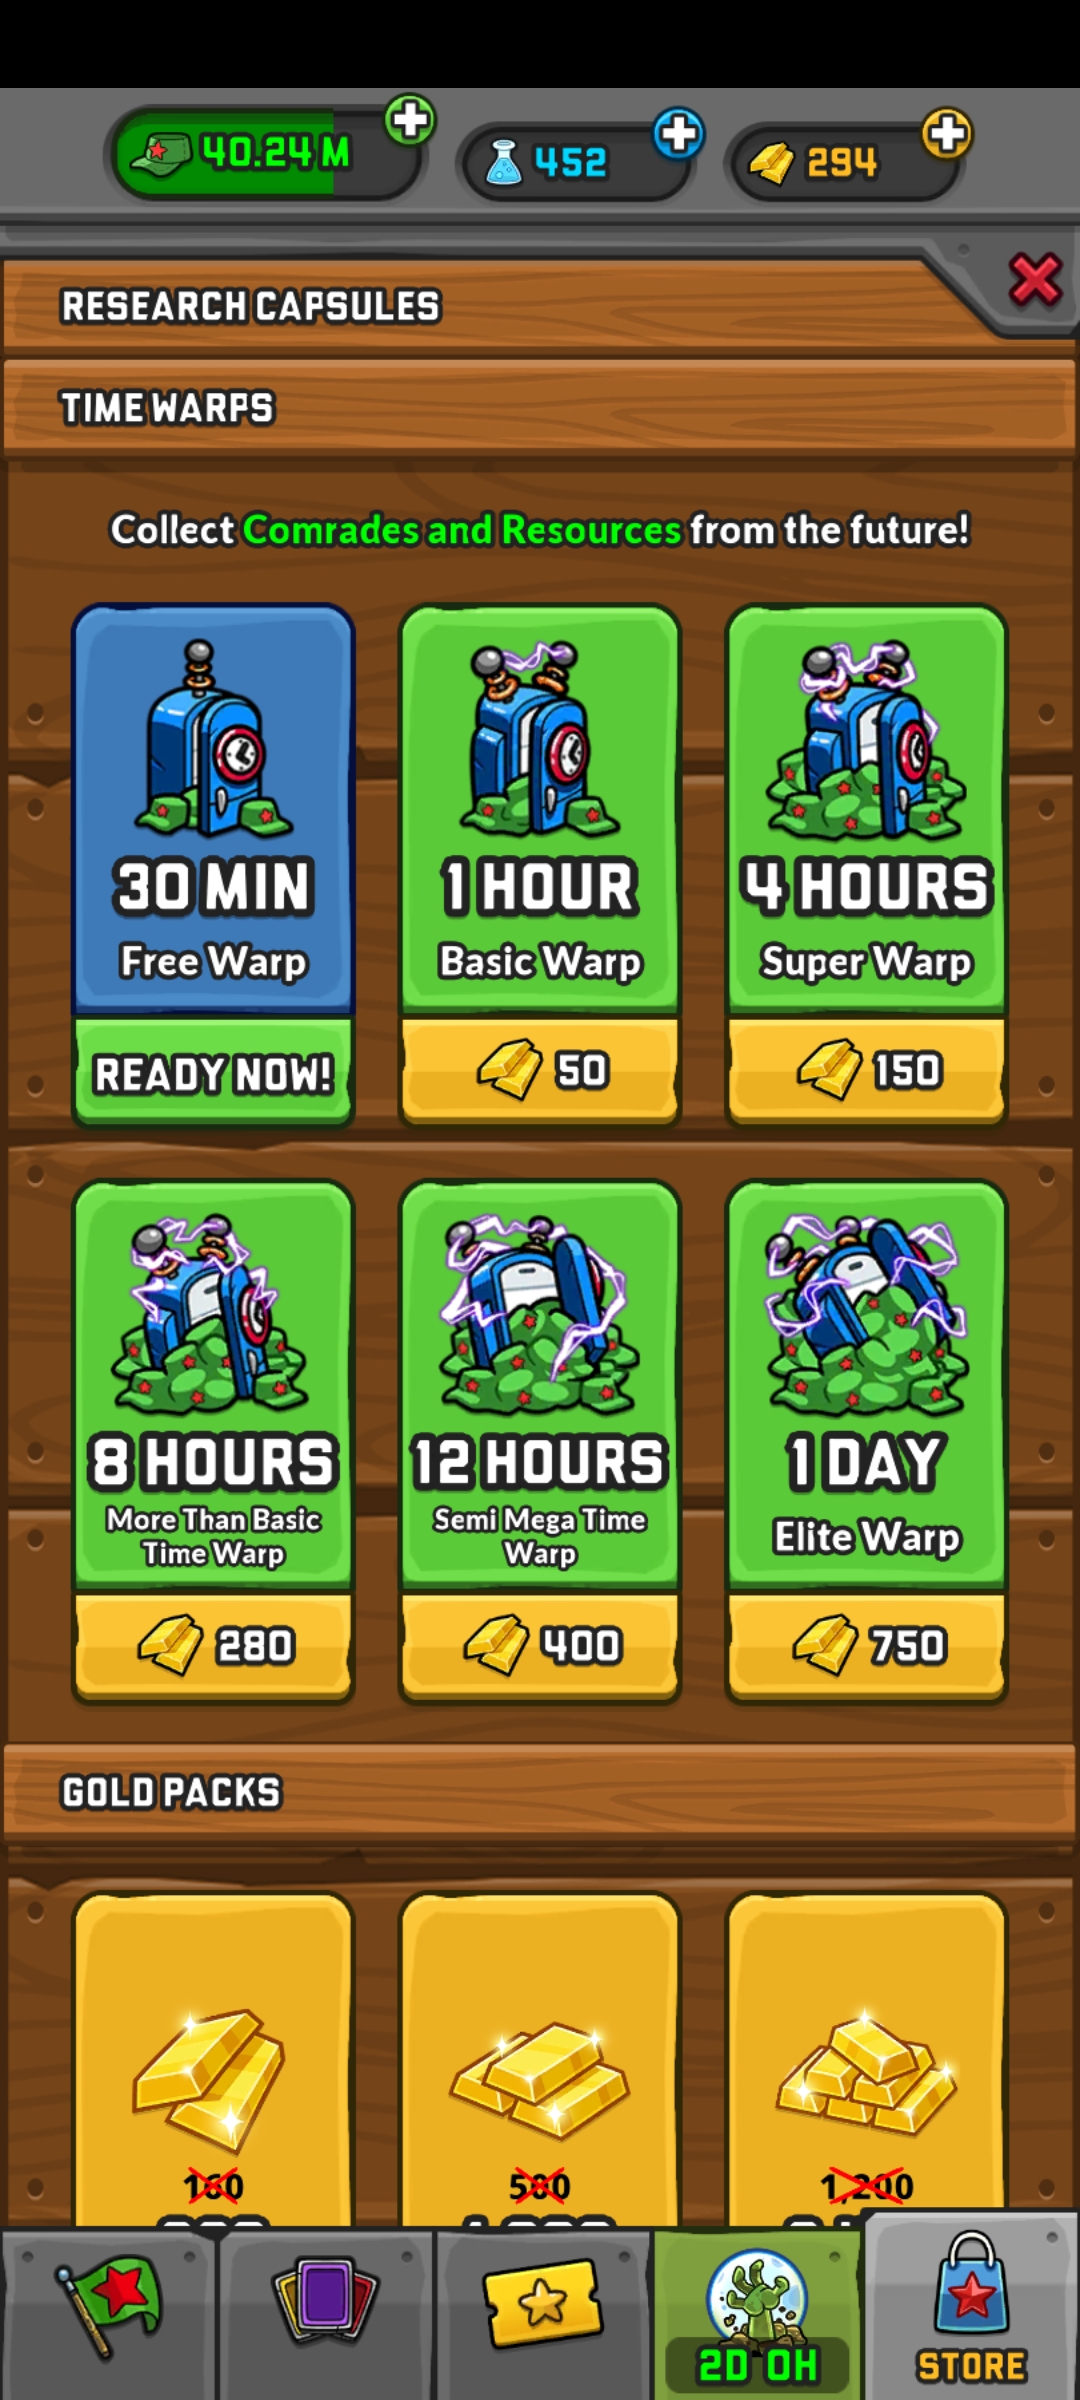 40.24 M
452
294
RESEARCH CAPSULES
TIME WARPS
Collect Comrades and Resources from the future!
30 MIN
Free Warp
READY NOW!
1 HOUR
Basic Warp
50
4 HOURS
Super Warp
150
8 HOURS
More Than Basic
Time Warp
280
12 HOURS
Semi Mega Time
Warp
400
1 DAY
Elite Warp
750
GOLD PACKS
500
1,200
2D 0H
STORE